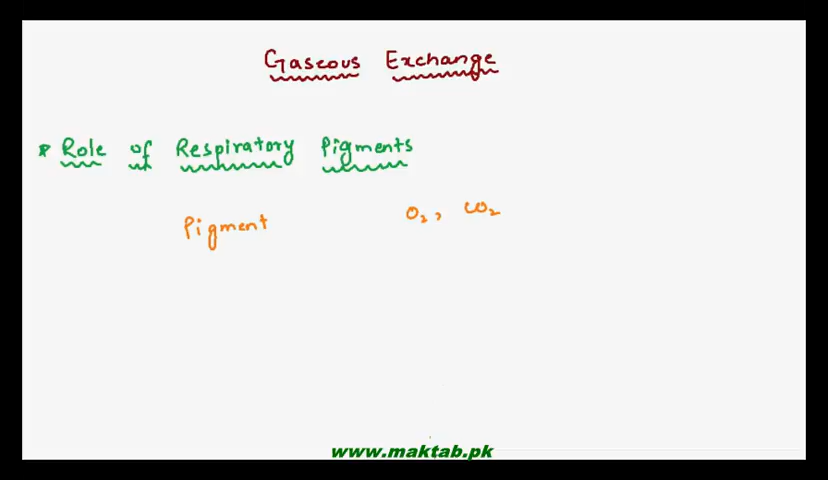 Gaseous Exchange
* Role of Respiratory Pigments
Pigment O₂, CO₂
www.maktab.pk